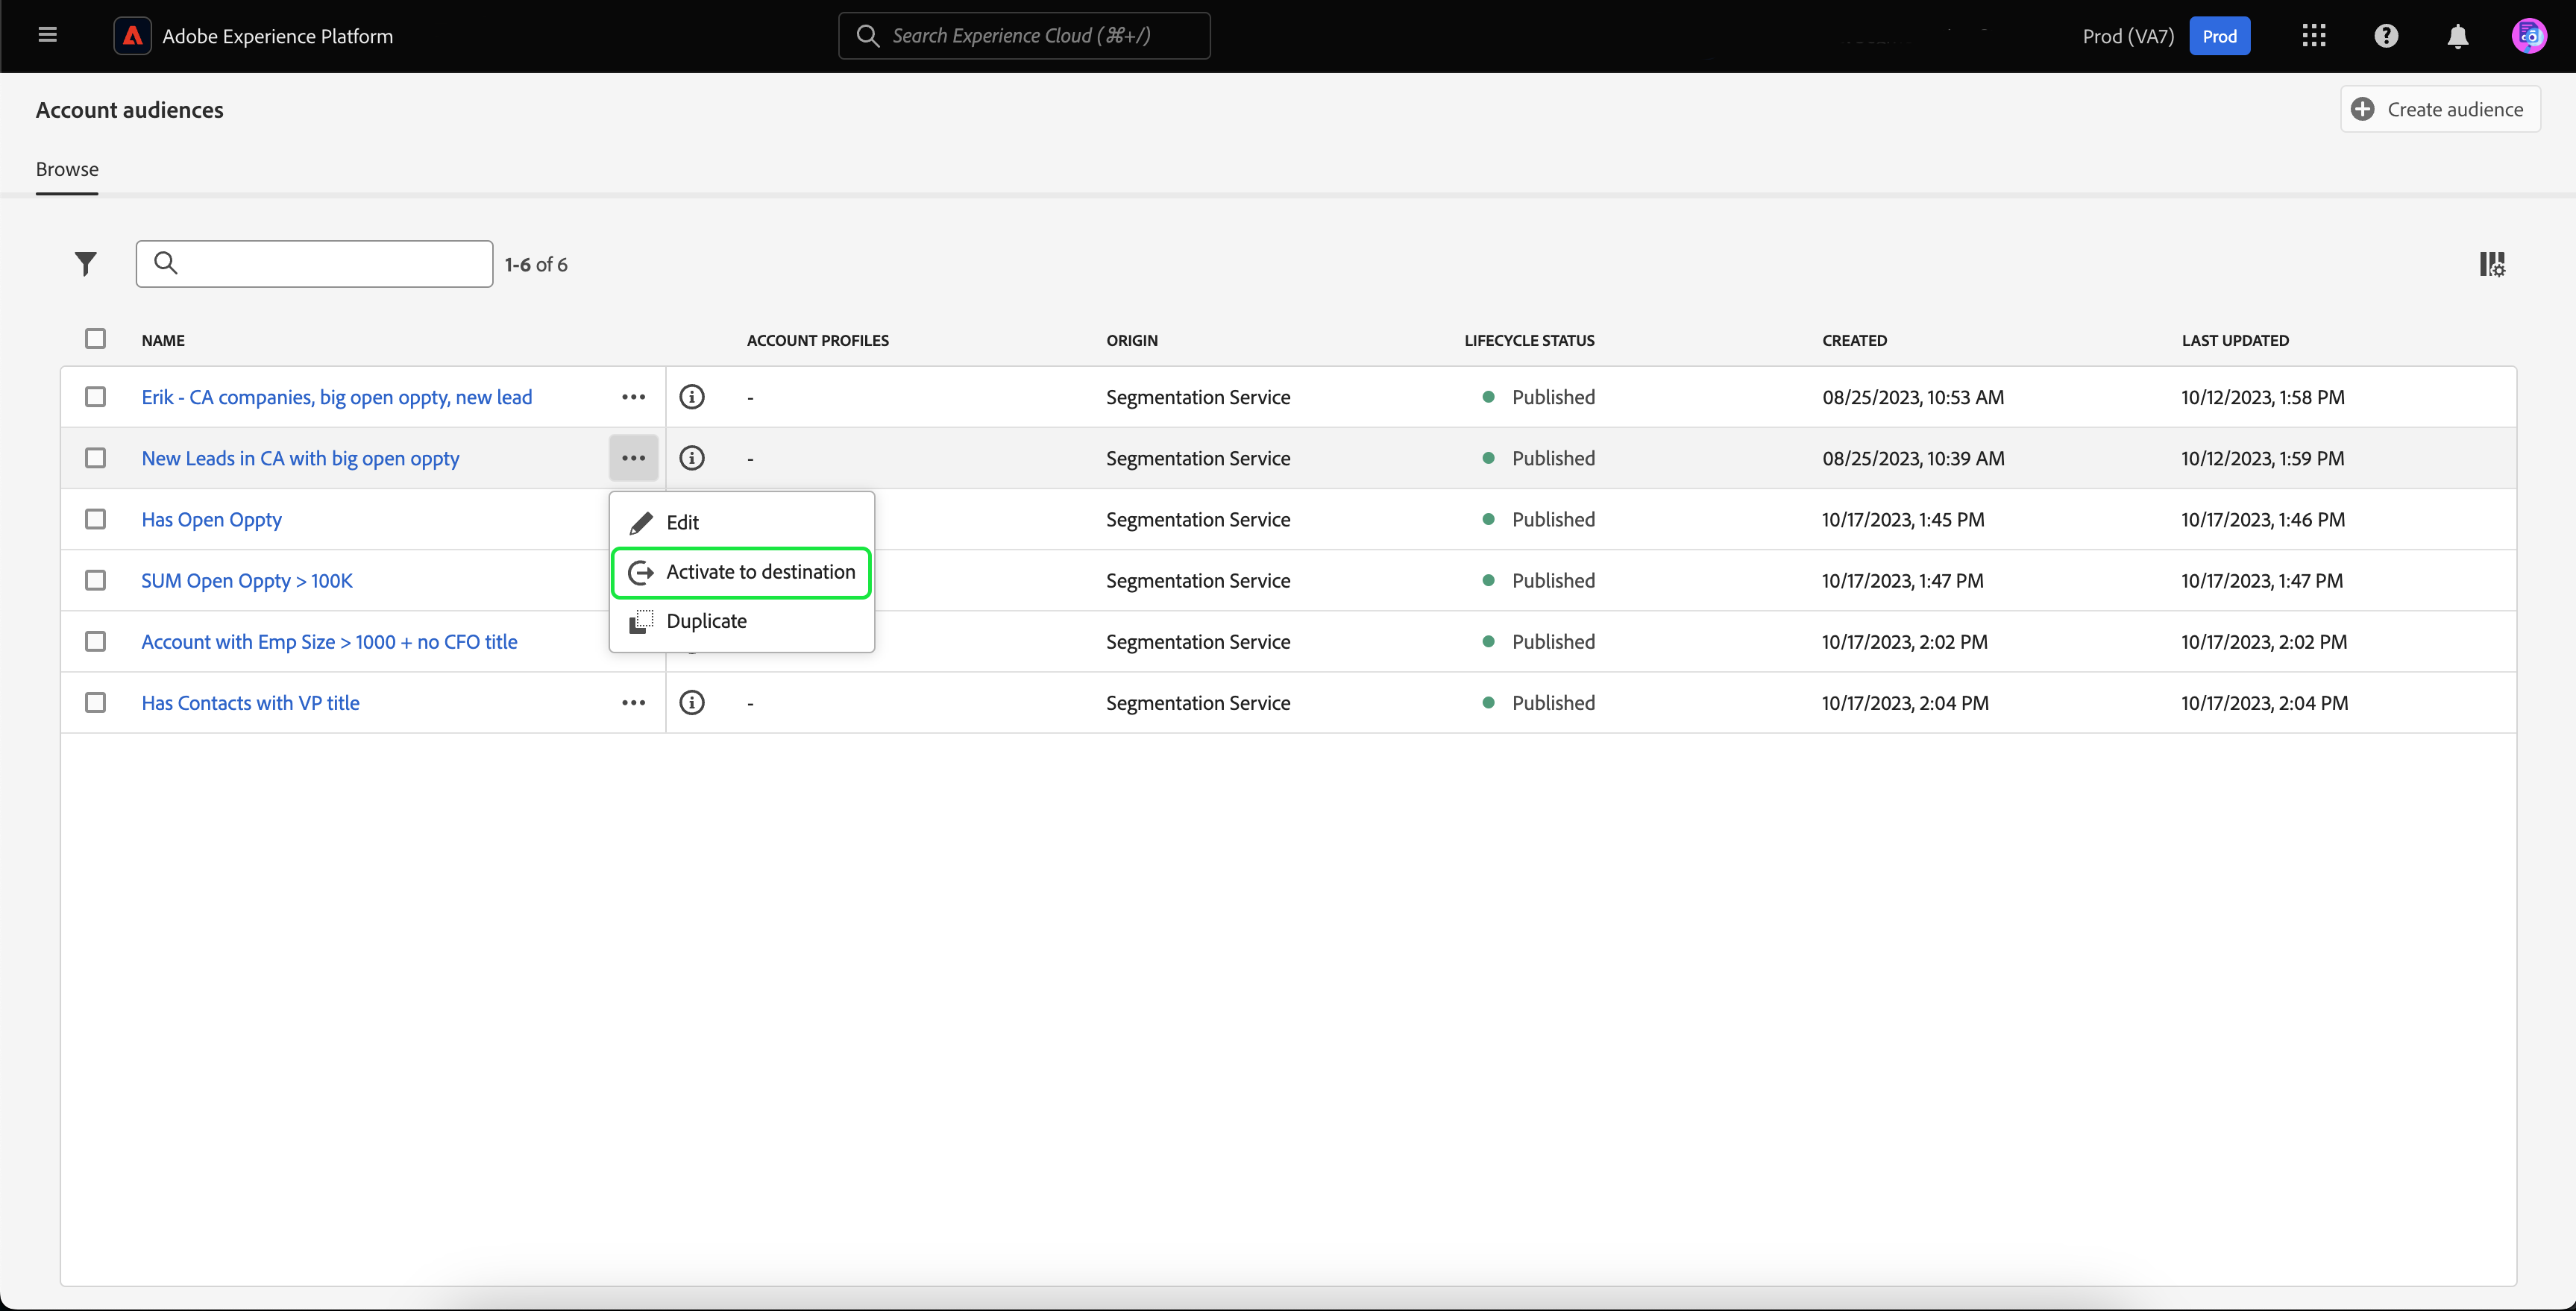 Adobe Experience Platform
Search Experience Cloud (⌘+/)
Prod (VA7)
Prod
Account audiences
Create audience
Browse
1-6 of 6
NAME ACCOUNT PROFILES ORIGIN LIFECYCLE STATUS CREATED LAST UPDATED
Erik - CA companies, big open oppty, new lead - Segmentation Service Published 08/25/2023, 10:53 AM 10/12/2023, 1:58 PM
New Leads in CA with big open oppty - Segmentation Service Published 08/25/2023, 10:39 AM 10/12/2023, 1:59 PM
Has Open Oppty Segmentation Service Published 10/17/2023, 1:45 PM 10/17/2023, 1:46 PM
SUM Open Oppty > 100K Segmentation Service Published 10/17/2023, 1:47 PM 10/17/2023, 1:47 PM
Account with Emp Size > 1000 + no CFO title Segmentation Service Published 10/17/2023, 2:02 PM 10/17/2023, 2:02 PM
Has Contacts with VP title - Segmentation Service Published 10/17/2023, 2:04 PM 10/17/2023, 2:04 PM
Edit
Activate to destination
Duplicate